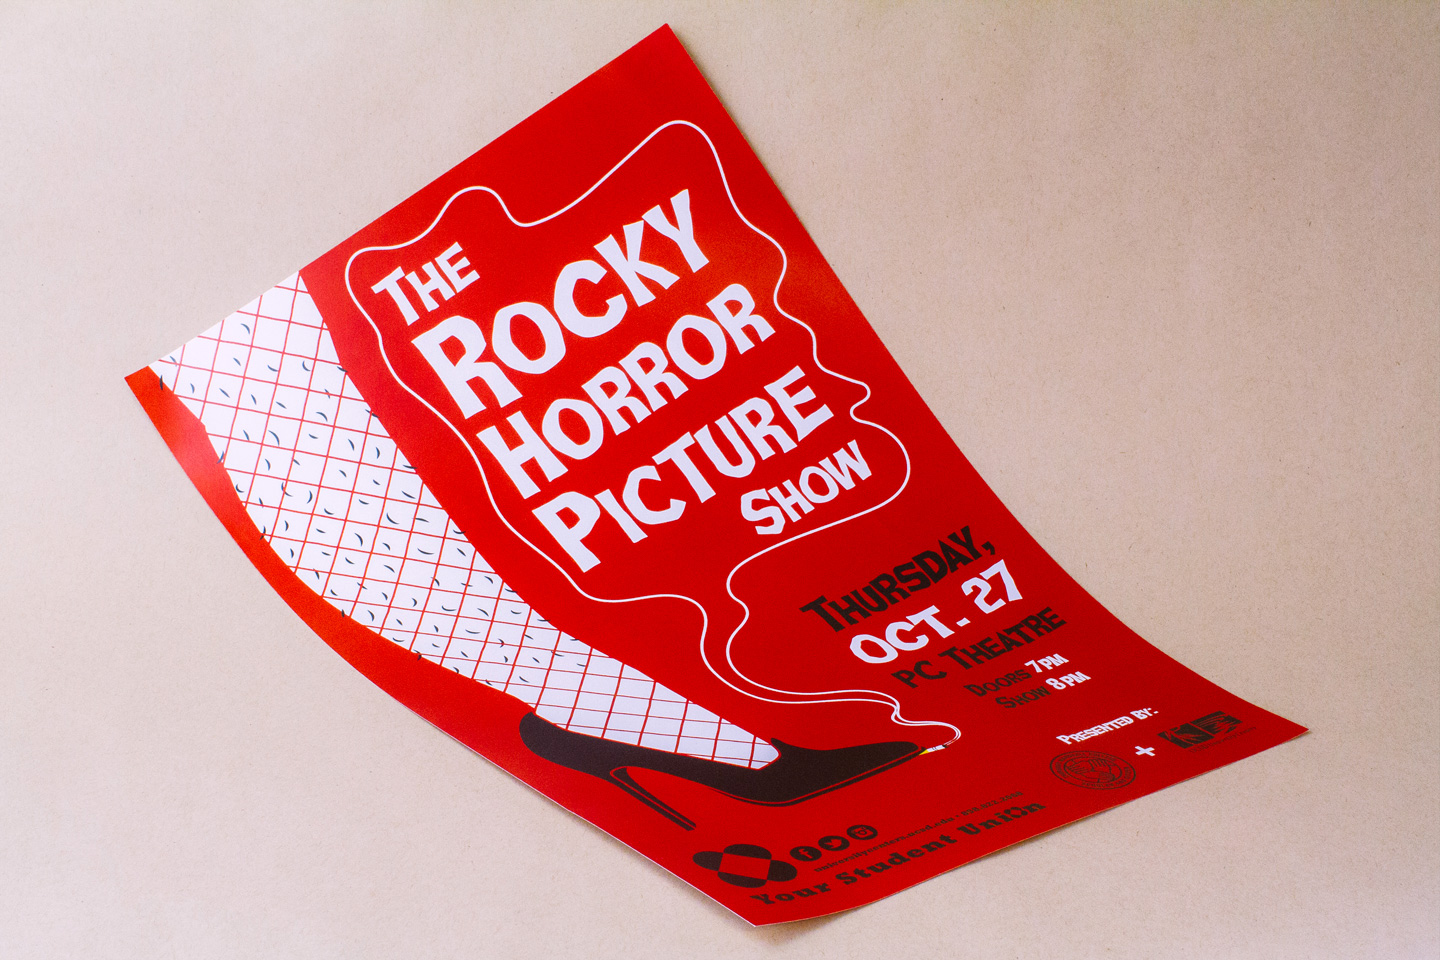 THE
ROCKY
HORROR
PICTURE
SHOW
THURSDAY,
OCT. 27
PC THEATRE
DOORS 7PM
SHOW 8PM
PRESENTED BY:
+
Your Student Union